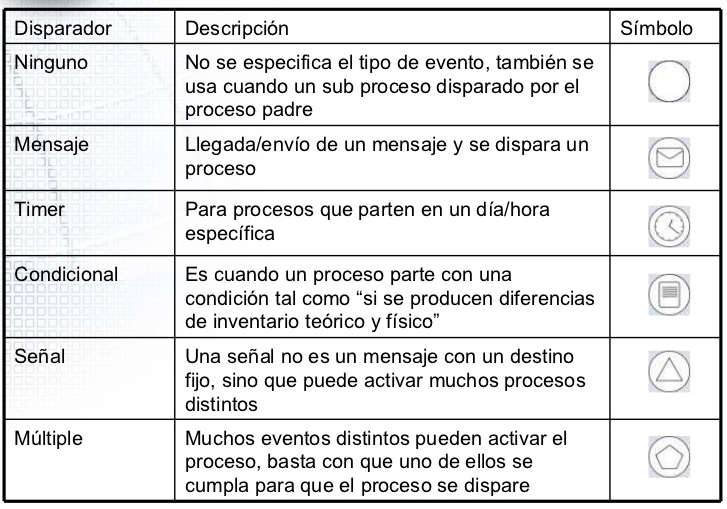 Disparador Descripción Símbolo
Ninguno No se especifica el tipo de evento, también se
usa cuando un sub proceso disparado por el
proceso padre
Mensaje Llegada/envío de un mensaje y se dispara un
proceso
Timer Para procesos que parten en un día/hora
específica
Condicional Es cuando un proceso parte con una
condición tal como “si se producen diferencias
de inventario teórico y físico”
Señal Una señal no es un mensaje con un destino
fijo, sino que puede activar muchos procesos
distintos
Múltiple Muchos eventos distintos pueden activar el
proceso, basta con que uno de ellos se
cumpla para que el proceso se dispare